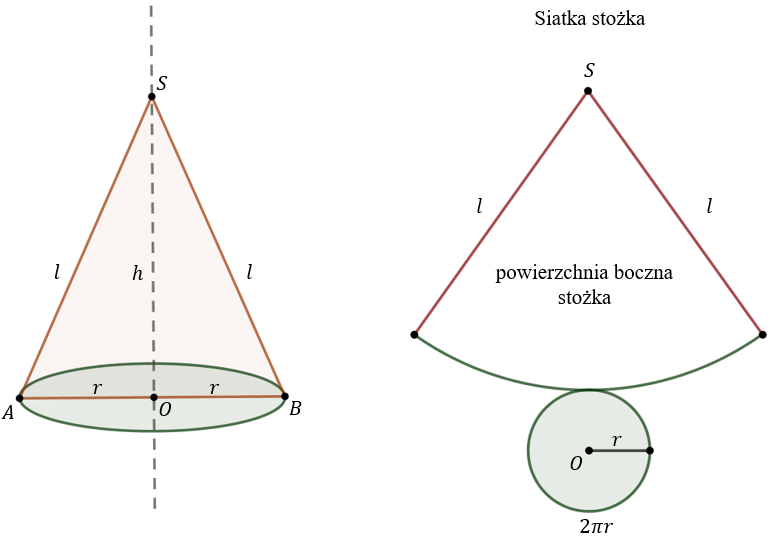 S
l
h
l
r
r
A
O
B
Siatka stożka
S
l
l
powierzchnia boczna
stożka
r
O
2πr